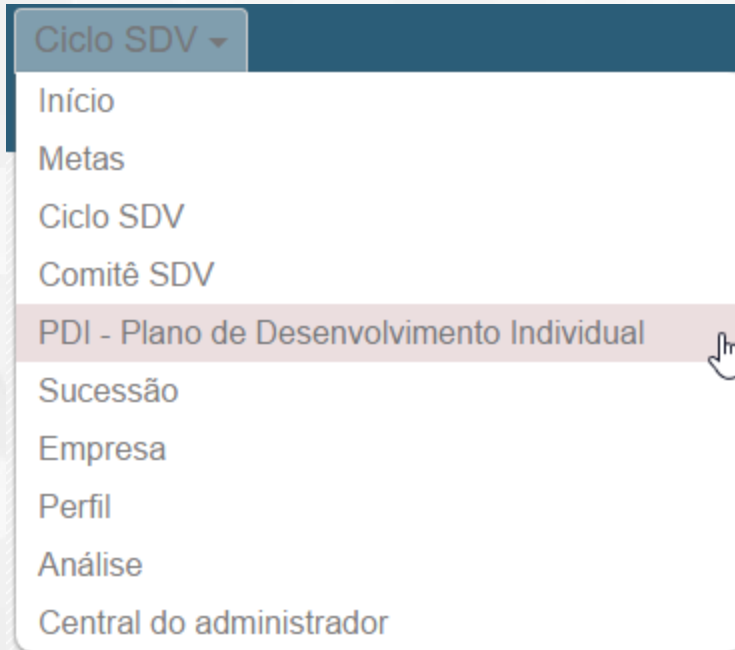 Ciclo SDV
Início
Metas
Ciclo SDV
Comitê SDV
PDI - Plano de Desenvolvimento Individual
Sucessão
Empresa
Perfil
Análise
Central do administrador